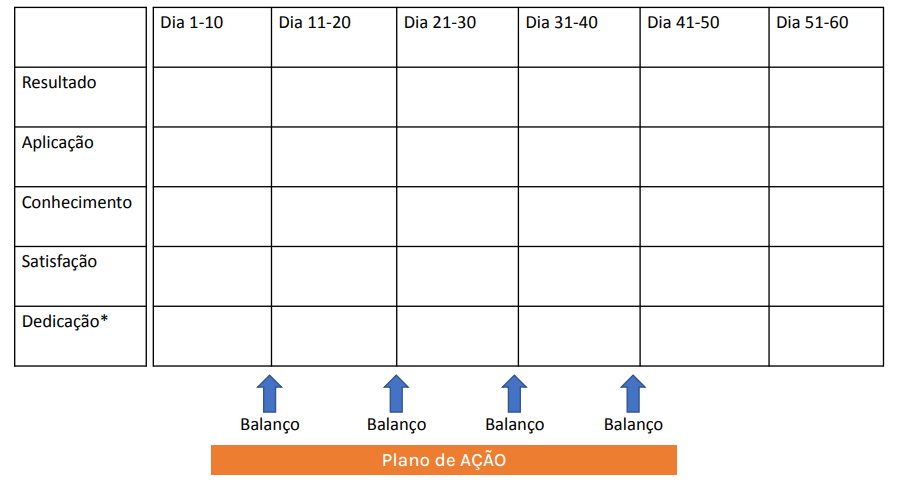 Dia 1-10 Dia 11-20 Dia 21-30 Dia 31-40 Dia 41-50 Dia 51-60
Resultado
Aplicação
Conhecimento
Satisfação
Dedicação*
Balanço Balanço Balanço Balanço
Plano de AÇÃO